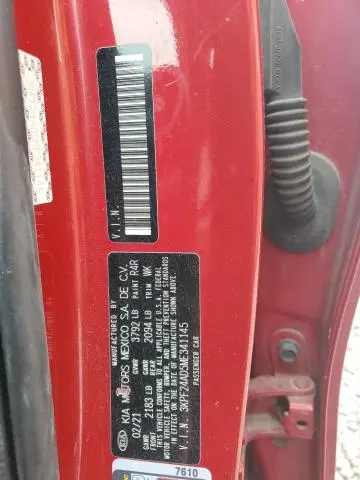 MANUFACTURED BY
KIA KIA MOTORS MEXICO S.A. DE C.V.
02/21 GVWR 3792 LB PAINT R4R
GAWR FRONT 2183 LB GAWR REAR 2094 LB TRIM WK
THIS VEHICLE CONFORMS TO ALL APPLICABLE U.S.A. FEDERAL
MOTOR VEHICLE SAFETY, BUMPER, AND THEFT PREVENTION
STANDARDS IN EFFECT ON THE DATE OF MANUFACTURE SHOWN ABOVE.
V.I.N. : 3KPF24AD5ME341145
PASSENGER CAR
V.I.N.
7610